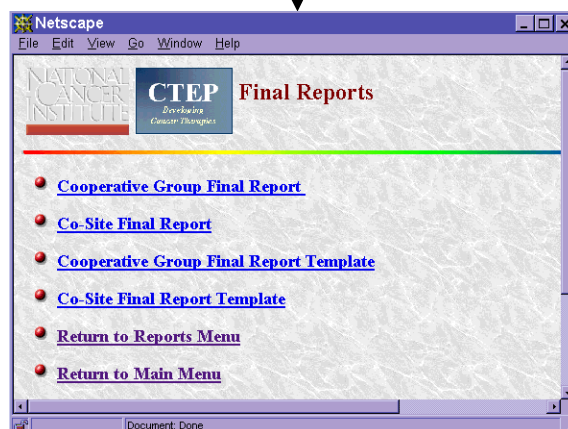 Netscape
File Edit View Go Window Help
NATIONAL
CANCER
INSTITUTE
CTEP
Developing
Cancer Therapies
Final Reports
Cooperative Group Final Report
Co-Site Final Report
Cooperative Group Final Report Template
Co-Site Final Report Template
Return to Reports Menu
Return to Main Menu
Document: Done